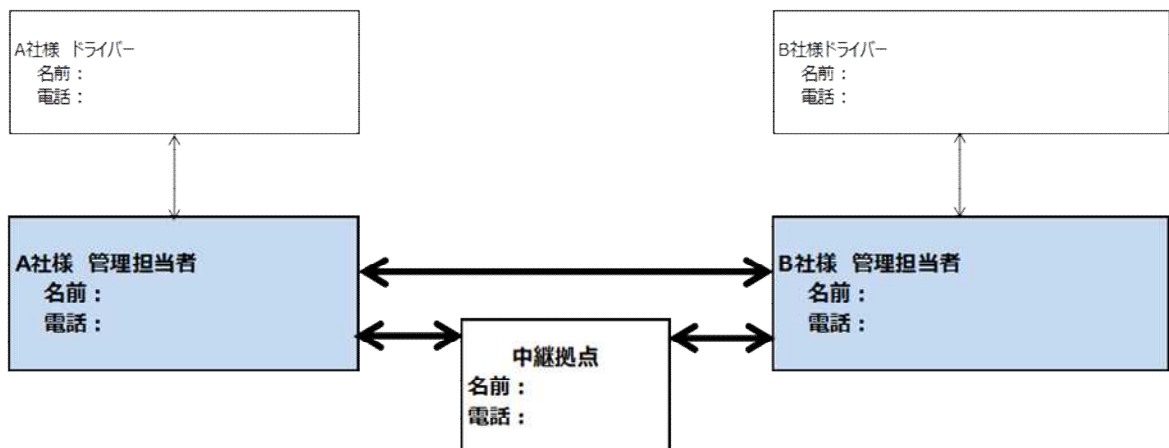 A社様 ドライバー
名前：
電話：
B社様ドライバー
名前：
電話：
A社様 管理担当者
名前：
電話：
B社様 管理担当者
名前：
電話：
中継拠点
名前：
電話：